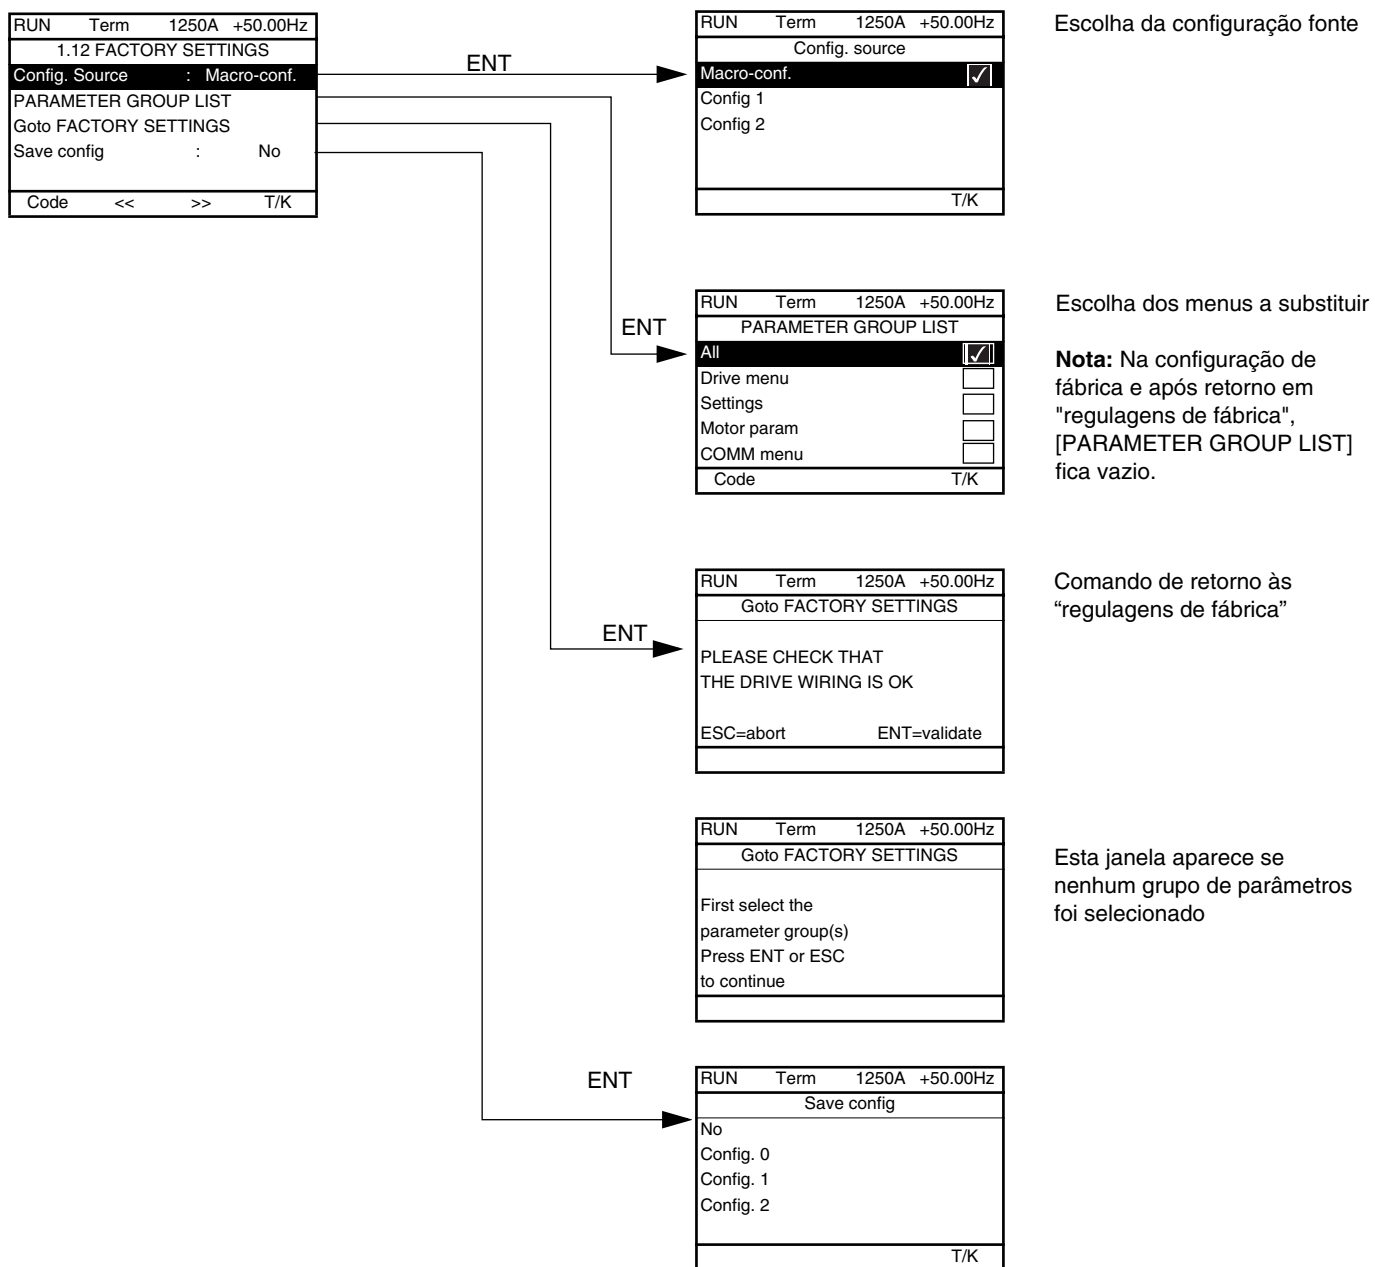 RUN Term 1250A +50.00Hz
1.12 FACTORY SETTINGS
Config. Source : Macro-conf.
PARAMETER GROUP LIST
Goto FACTORY SETTINGS
Save config : No
Code << >> T/K
ENT
RUN Term 1250A +50.00Hz
Config. source
Macro-conf. ✓
Config 1
Config 2
T/K
Escolha da configuração fonte
ENT
RUN Term 1250A +50.00Hz
PARAMETER GROUP LIST
All ✓
Drive menu
Settings
Motor param
COMM menu
Code T/K
Escolha dos menus a substituir
Nota: Na configuração de
fábrica e após retorno em
"regulagens de fábrica",
[PARAMETER GROUP LIST]
fica vazio.
ENT
RUN Term 1250A +50.00Hz
Goto FACTORY SETTINGS
PLEASE CHECK THAT
THE DRIVE WIRING IS OK
ESC=abort ENT=validate
Comando de retorno às
“regulagens de fábrica”
RUN Term 1250A +50.00Hz
Goto FACTORY SETTINGS
First select the
parameter group(s)
Press ENT or ESC
to continue
Esta janela aparece se
nenhum grupo de parâmetros
foi selecionado
ENT
RUN Term 1250A +50.00Hz
Save config
No
Config. 0
Config. 1
Config. 2
T/K